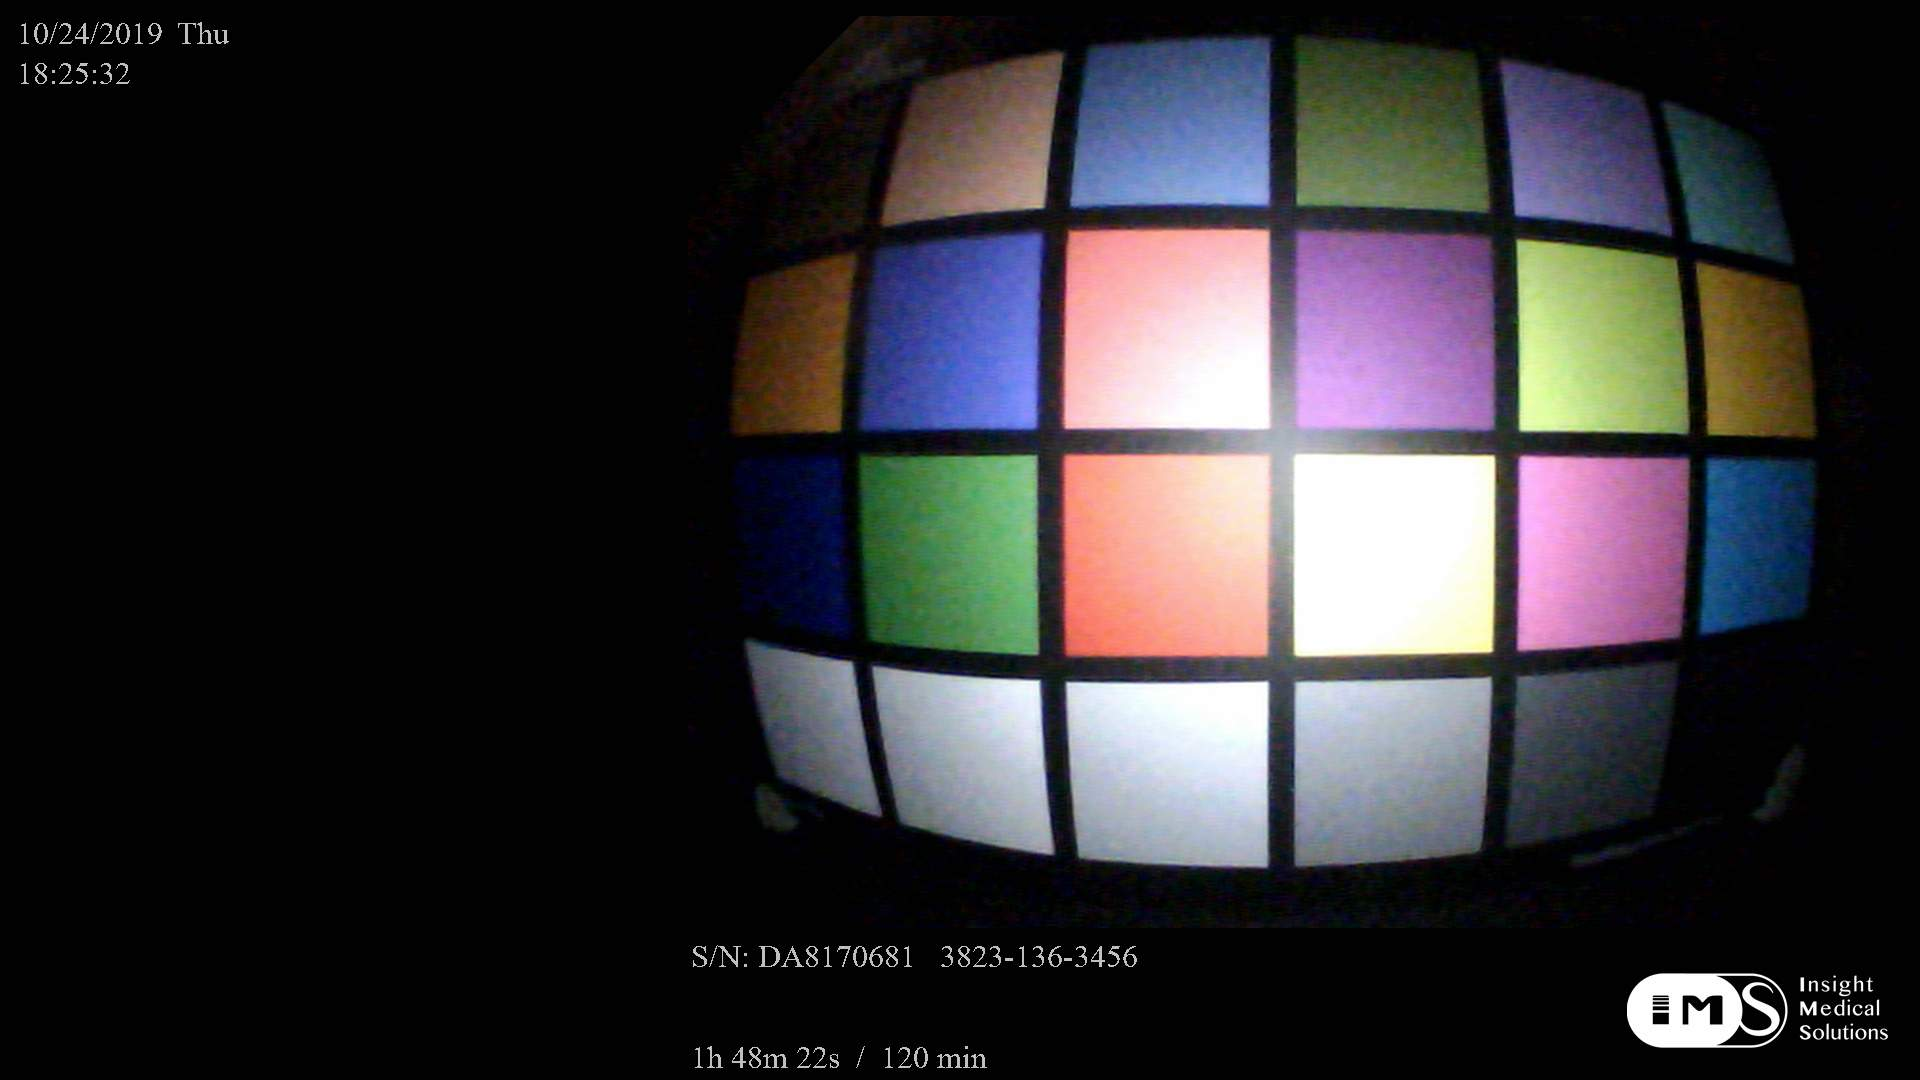 10/24/2019 Thu
18:25:32
S/N: DA8170681 3823-136-3456
1h 48m 22s / 120 min
IMS
Insight
Medical
Solutions